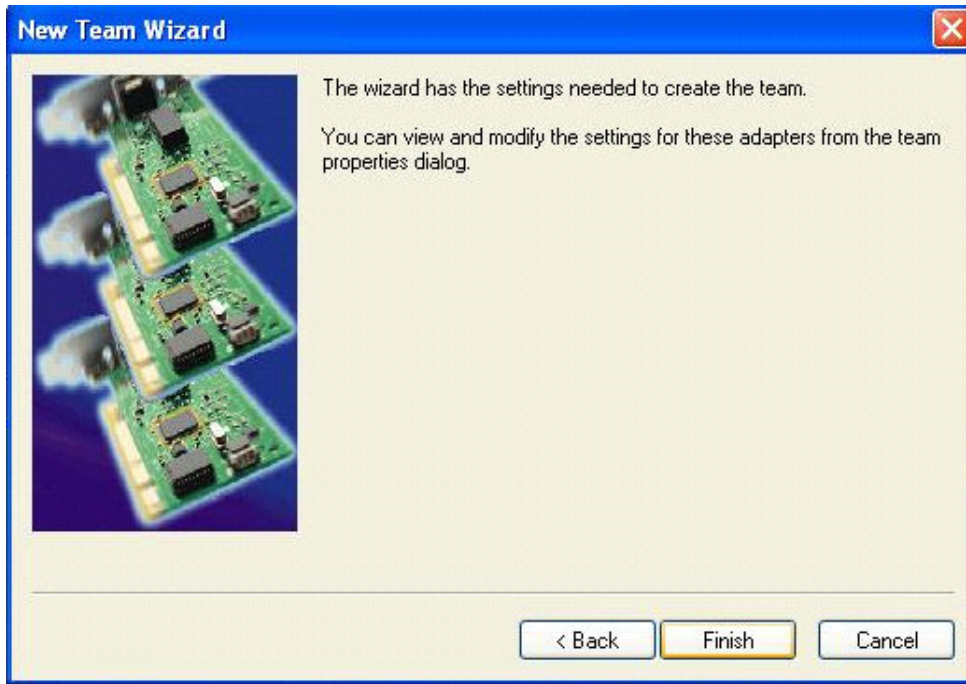 New Team Wizard
The wizard has the settings needed to create the team.
You can view and modify the settings for these adapters from the team
properties dialog.
< Back
Finish
Cancel